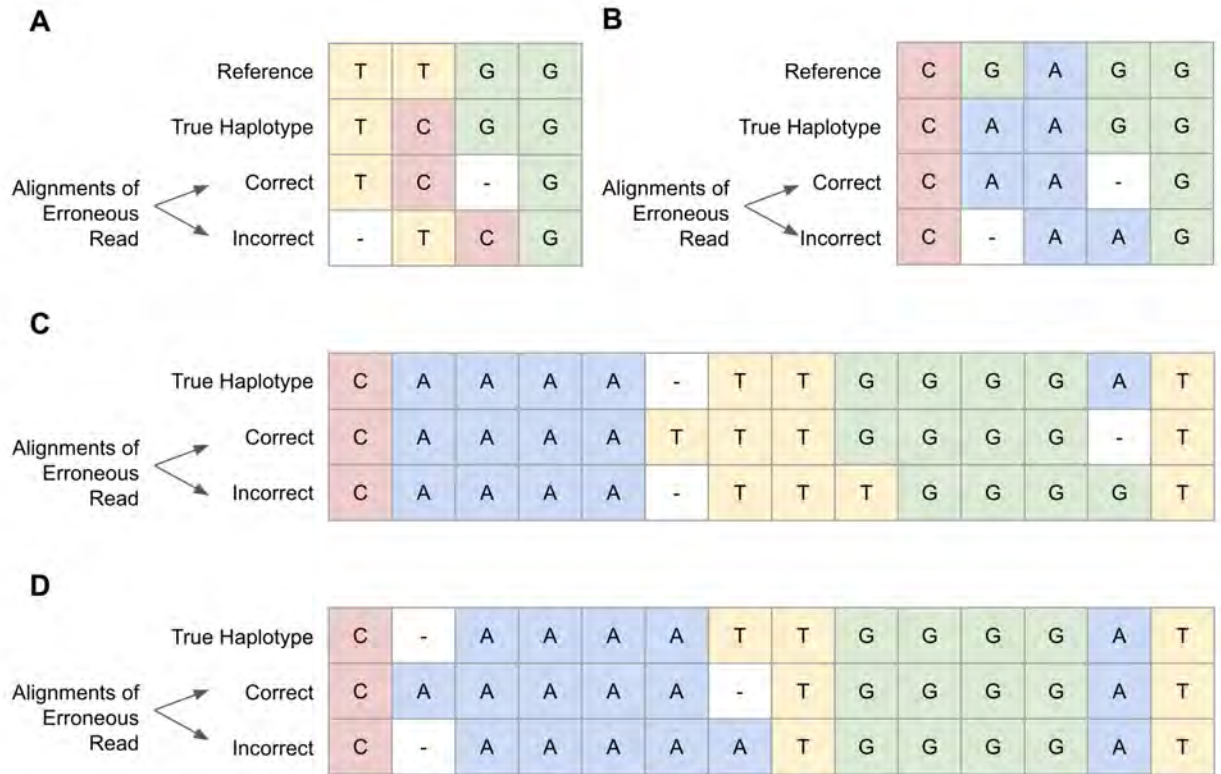 A
Reference T T G G
True Haplotype T C G G
Alignments of
Erroneous
Read
Correct T C - G
Incorrect - T C G
B
Reference C G A G G
True Haplotype C A A G G
Alignments of
Erroneous
Read
Correct C A A - G
Incorrect C - A A G
C
True Haplotype C A A A A - T T G G G G A T
Alignments of
Erroneous
Read
Correct C A A A A T T T G G G G - T
Incorrect C A A A A - T T T G G G G T
D
True Haplotype C - A A A A T T G G G G A T
Alignments of
Erroneous
Read
Correct C A A A A A - T G G G G A T
Incorrect C - A A A A A T G G G G A T